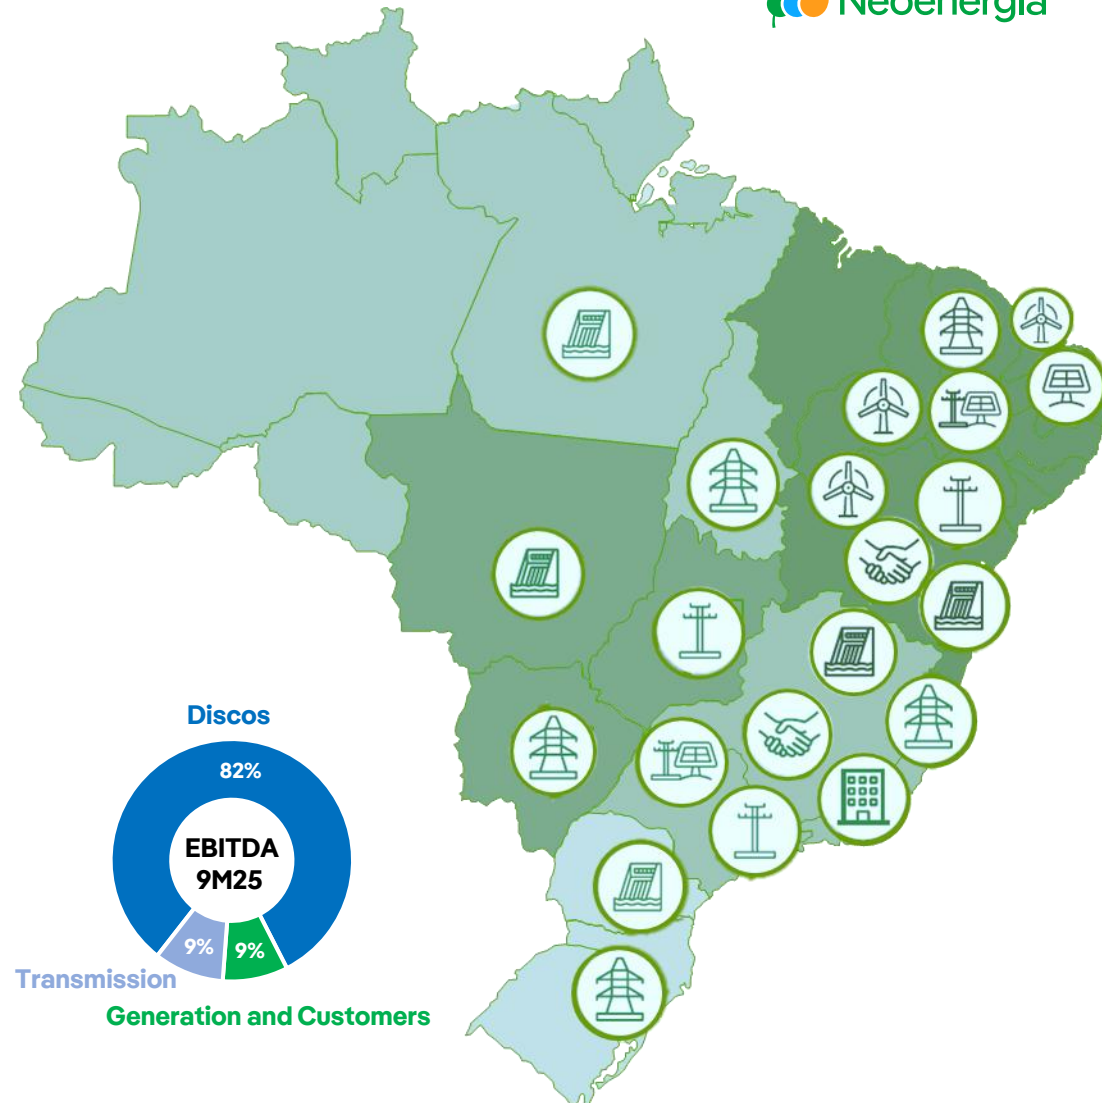 Neoenergia
Discos
82%
EBITDA
9M25
9%
9%
Transmission
Generation and Customers